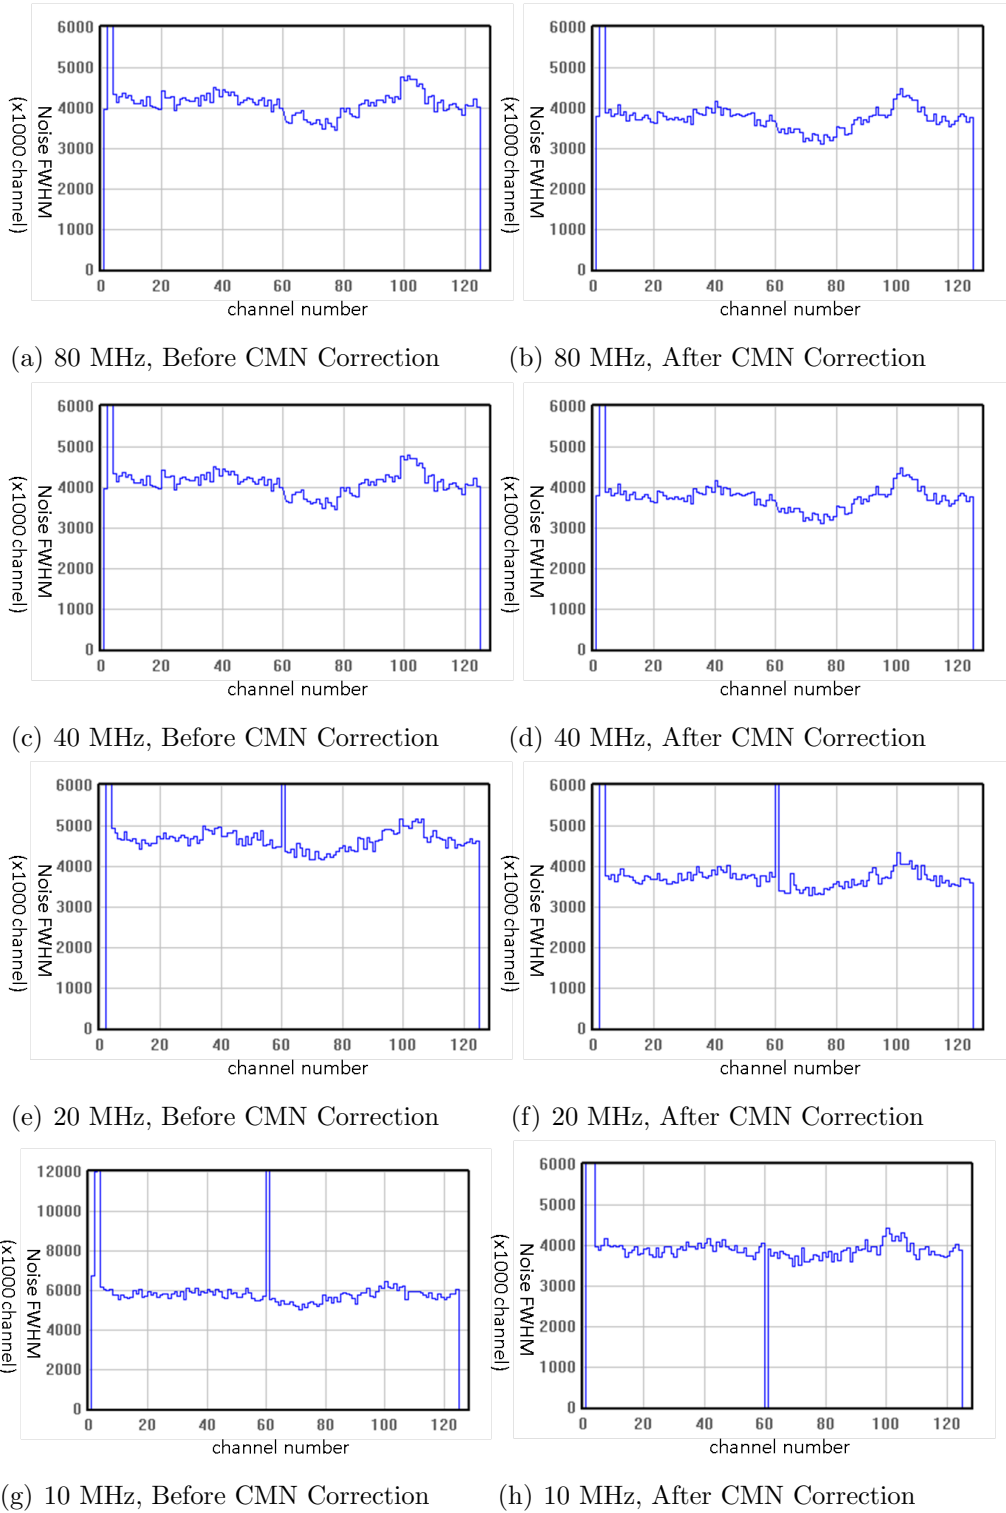 6000
5000
4000
3000
2000
1000
0
0 20 40 60 80 100 120
channel number
Noise FWHM
(x1000 channel)
6000
5000
4000
3000
2000
1000
0
0 20 40 60 80 100 120
channel number
Noise FWHM
(x1000 channel)
(a) 80 MHz, Before CMN Correction
(b) 80 MHz, After CMN Correction
6000
5000
4000
3000
2000
1000
0
0 20 40 60 80 100 120
channel number
Noise FWHM
(x1000 channel)
6000
5000
4000
3000
2000
1000
0
0 20 40 60 80 100 120
channel number
Noise FWHM
(x1000 channel)
(c) 40 MHz, Before CMN Correction
(d) 40 MHz, After CMN Correction
6000
5000
4000
3000
2000
1000
0
0 20 40 60 80 100 120
channel number
Noise FWHM
(x1000 channel)
6000
5000
4000
3000
2000
1000
0
0 20 40 60 80 100 120
channel number
Noise FWHM
(x1000 channel)
(e) 20 MHz, Before CMN Correction
(f) 20 MHz, After CMN Correction
12000
10000
8000
6000
4000
2000
0
0 20 40 60 80 100 120
channel number
Noise FWHM
(x1000 channel)
6000
5000
4000
3000
2000
1000
0
0 20 40 60 80 100 120
channel number
Noise FWHM
(x1000 channel)
(g) 10 MHz, Before CMN Correction
(h) 10 MHz, After CMN Correction